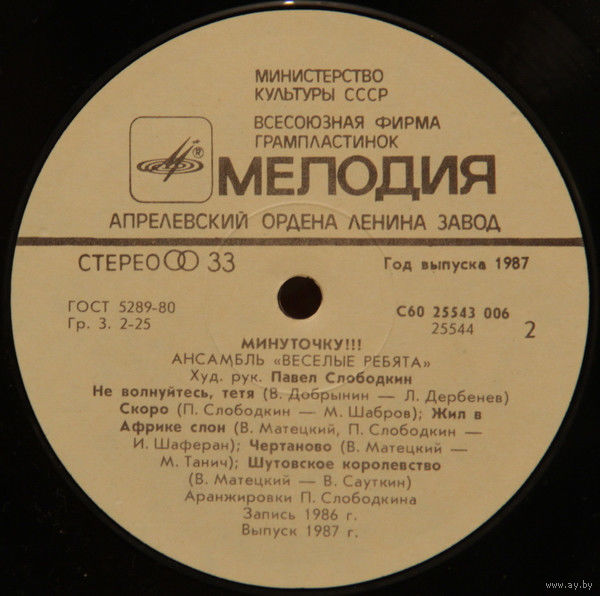 МИНИСТЕРСТВО
КУЛЬТУРЫ СССР
ВСЕСОЮЗНАЯ ФИРМА
ГРАМПЛАСТИНОК
®
МЕЛОДИЯ
АПРЕЛЕВСКИЙ ОРДЕНА ЛЕНИНА ЗАВОД
СТЕРЕО 33
Год выпуска 1987
ГОСТ 5289-80
Гр. 3. 2-25
С60 25543 006
25544
2
МИНУТОЧКУ!!!
АНСАМБЛЬ «ВЕСЕЛЫЕ РЕБЯТА»
Худ. рук. Павел Слободкин
Не волнуйтесь, тетя (В. Добрынин — Л. Дербенев)
Скоро (П. Слободкин — М. Шабров); Жил в
Африке слон (В. Матецкий, П. Слободкин —
И. Шаферан); Чертаново (В. Матецкий —
М. Танич); Шутовское королевство
(В. Матецкий — В. Сауткин)
Аранжировки П. Слободкина
Запись 1986 г.
Выпуск 1987 г.
www.ay.by